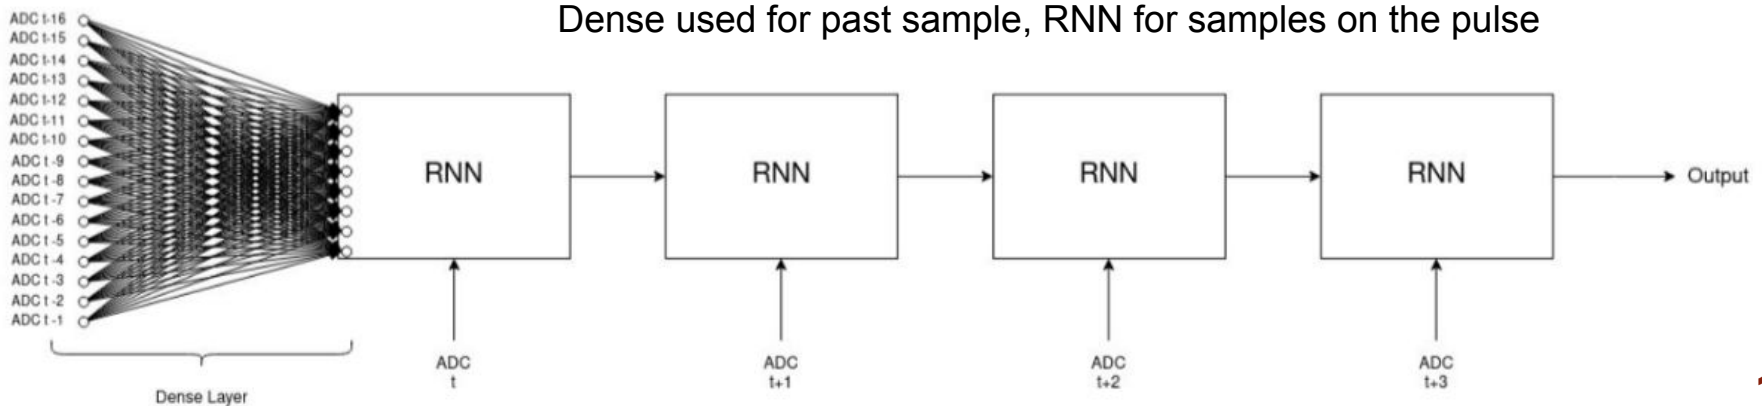 Dense used for past sample, RNN for samples on the pulse
ADC t-16
ADC t-15
ADC t-14
ADC t-13
ADC t-12
ADC t-11
ADC t-10
ADC t -9
ADC t -8
ADC t -7
ADC t -6
ADC t -5
ADC t -4
ADC t -3
ADC t -2
ADC t -1
Dense Layer
RNN
RNN
RNN
RNN
Output
ADC
t
ADC
t+1
ADC
t+2
ADC
t+3